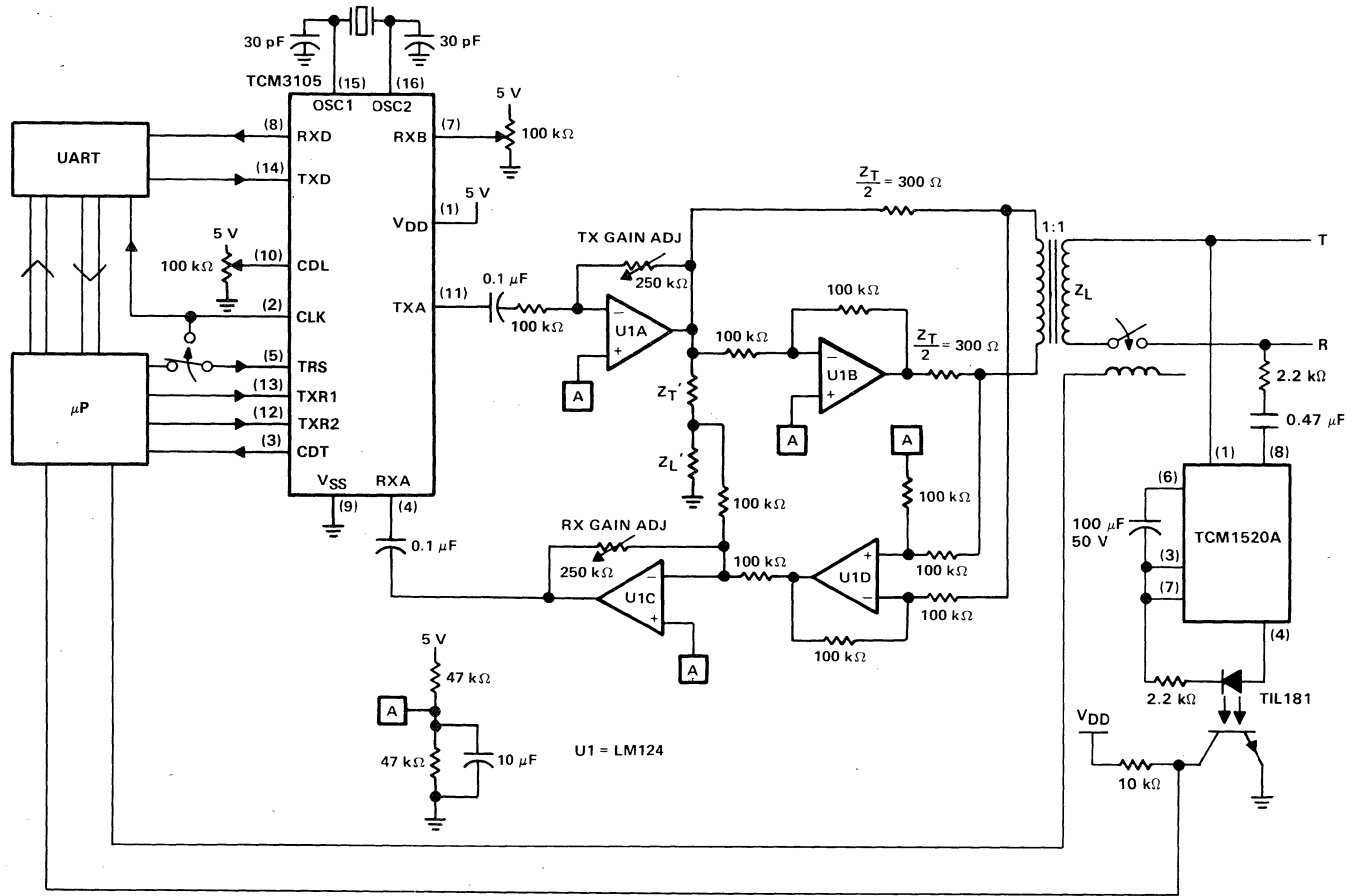 30 pF
30 pF
TCM3105
(15)
(16)
OSC1
OSC2
UART
(8)
RXD
(14)
TXD
RXB
(7)
5 V
100 kΩ
(1)
5 V
VDD
5 V
100 kΩ
(10)
CDL
(2)
CLK
TXA
(11)
0.1 μF
100 kΩ
TX GAIN ADJ
250 kΩ
−
U1A
+
A
ZT/2 = 300 Ω
1:1
ZL
T
R
100 kΩ
100 kΩ
−
U1B
+
A
ZT/2 = 300 Ω
μP
(5)
TRS
(13)
TXR1
(12)
TXR2
(3)
CDT
VSS
RXA
(9)
(4)
0.1 μF
ZT'
ZL'
100 kΩ
A
100 kΩ
RX GAIN ADJ
250 kΩ
100 kΩ
−
U1C
+
A
+
U1D
−
100 kΩ
100 kΩ
100 kΩ
2.2 kΩ
0.47 μF
(1)
(8)
(6)
100 μF
50 V
TCM1520A
(3)
(7)
(4)
2.2 kΩ
TIL181
VDD
10 kΩ
5 V
47 kΩ
A
47 kΩ
10 μF
U1 = LM124